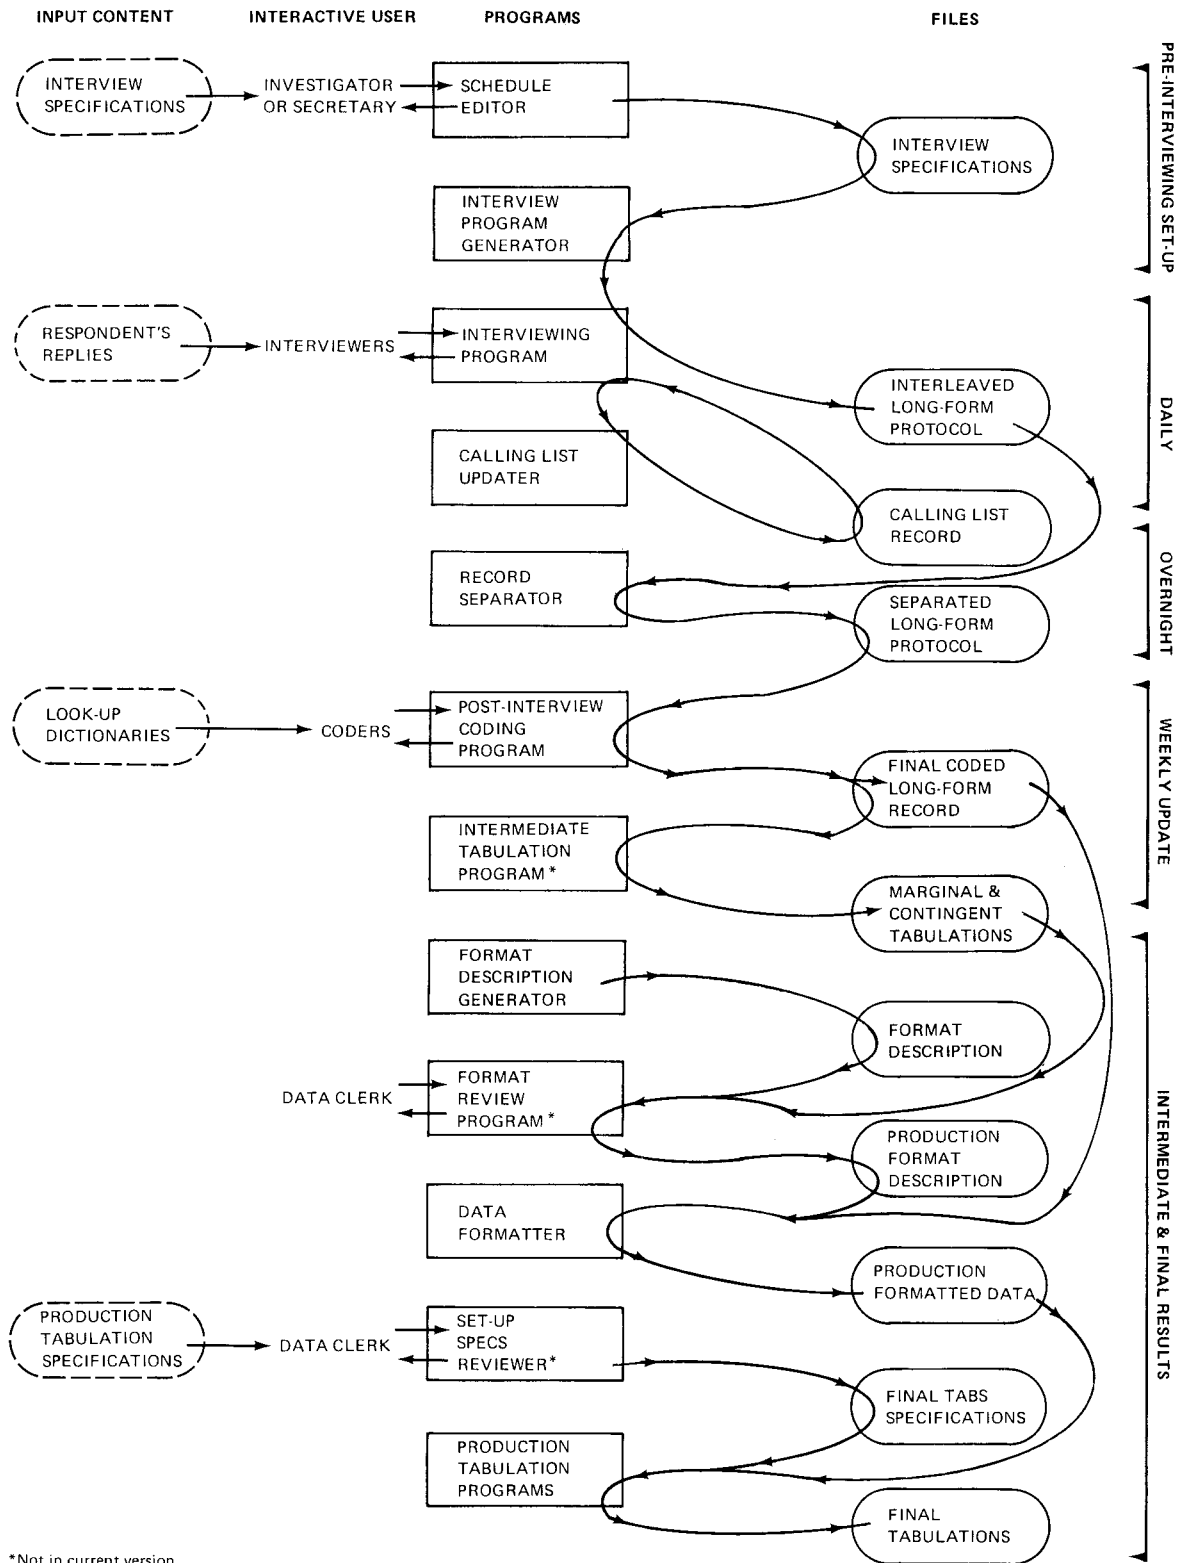 INPUT CONTENT
INTERACTIVE USER
PROGRAMS
FILES
INTERVIEW
SPECIFICATIONS
INVESTIGATOR
OR SECRETARY
SCHEDULE
EDITOR
INTERVIEW
SPECIFICATIONS
INTERVIEW
PROGRAM
GENERATOR
PRE-INTERVIEWING SET-UP
RESPONDENT'S
REPLIES
INTERVIEWERS
INTERVIEWING
PROGRAM
INTERLEAVED
LONG-FORM
PROTOCOL
CALLING LIST
UPDATER
CALLING LIST
RECORD
DAILY
RECORD
SEPARATOR
SEPARATED
LONG-FORM
PROTOCOL
OVERNIGHT
LOOK-UP
DICTIONARIES
CODERS
POST-INTERVIEW
CODING
PROGRAM
FINAL CODED
LONG-FORM
RECORD
INTERMEDIATE
TABULATION
PROGRAM*
MARGINAL &
CONTINGENT
TABULATIONS
WEEKLY UPDATE
FORMAT
DESCRIPTION
GENERATOR
FORMAT
DESCRIPTION
DATA CLERK
FORMAT
REVIEW
PROGRAM*
PRODUCTION
FORMAT
DESCRIPTION
DATA
FORMATTER
PRODUCTION
FORMATTED DATA
PRODUCTION
TABULATION
SPECIFICATIONS
DATA CLERK
SET-UP
SPECS
REVIEWER*
FINAL TABS
SPECIFICATIONS
PRODUCTION
TABULATION
PROGRAMS
FINAL
TABULATIONS
INTERMEDIATE & FINAL RESULTS
*Not in current version